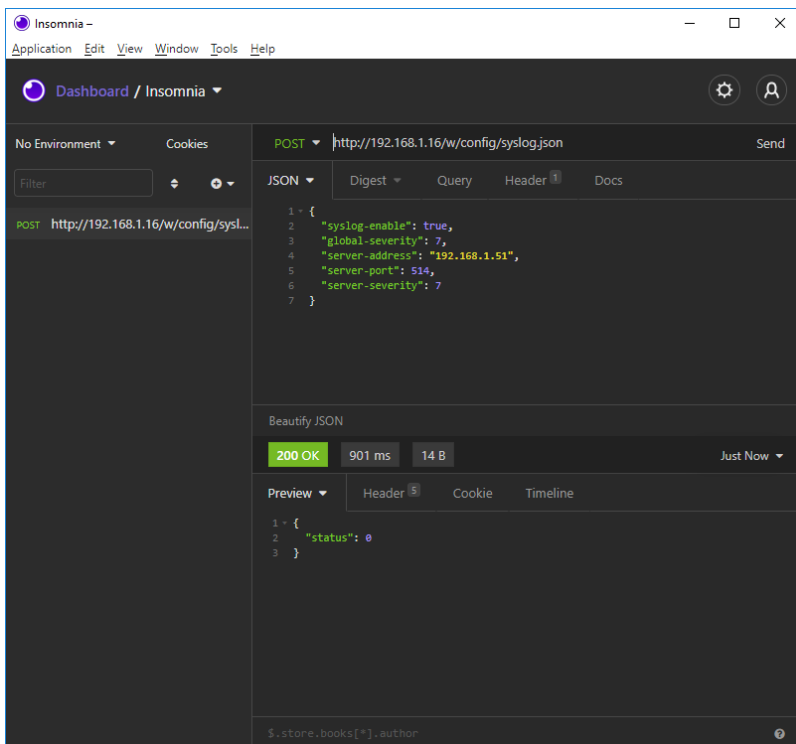 Insomnia –
Application Edit View Window Tools Help
Dashboard / Insomnia
No Environment Cookies
POST http://192.168.1.16/w/config/syslog.json Send
Filter
JSON Digest Query Header 1 Docs
POST http://192.168.1.16/w/config/sysl...
1 {
2 "syslog-enable": true,
3 "global-severity": 7,
4 "server-address": "192.168.1.51",
5 "server-port": 514,
6 "server-severity": 7
7 }
Beautify JSON
200 OK 901 ms 14 B Just Now
Preview Header 5 Cookie Timeline
1 {
2 "status": 0
3 }
$.store.books[*].author